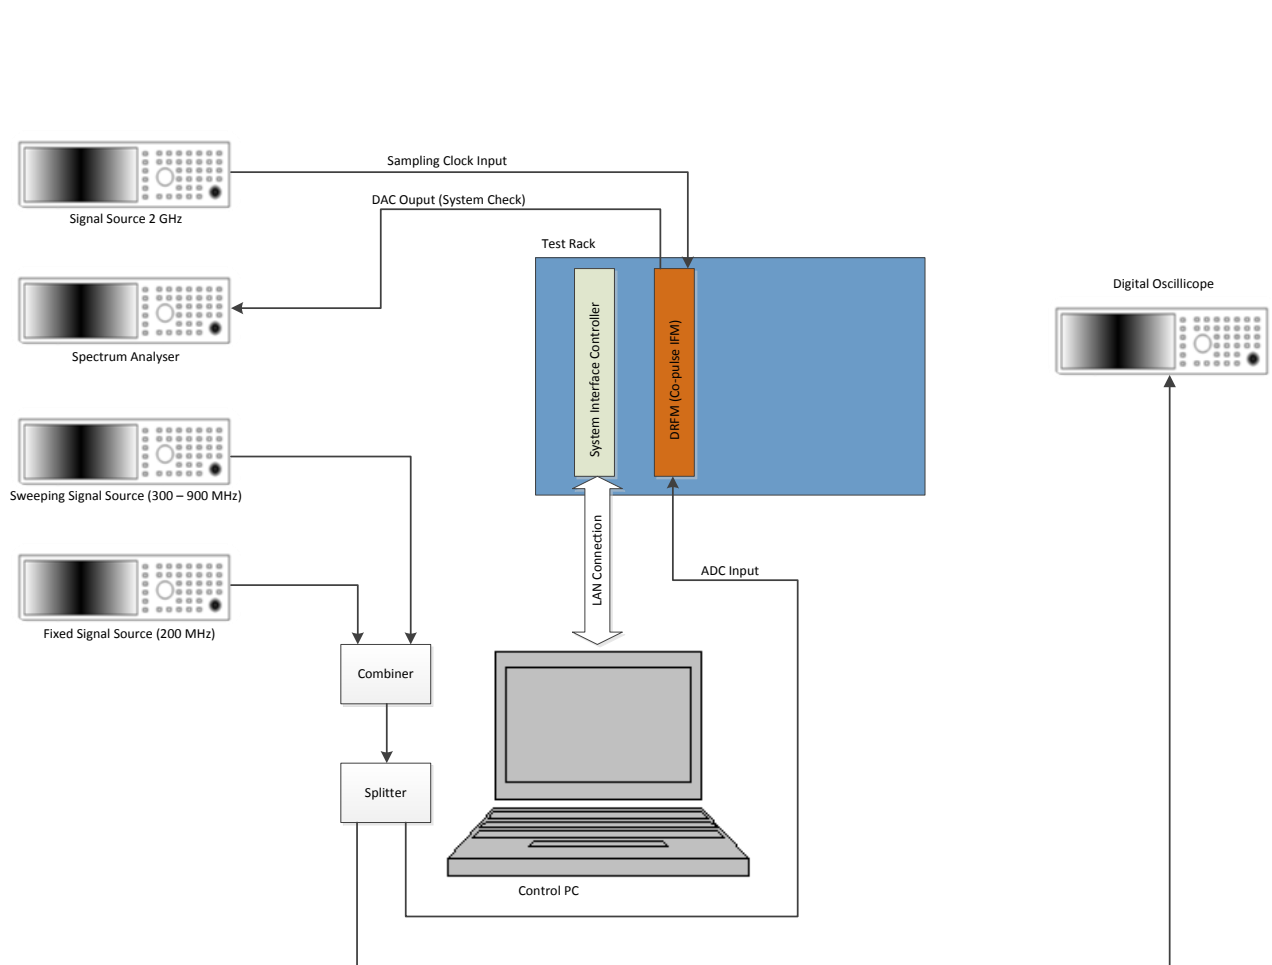 Sampling Clock Input
DAC Ouput (System Check)
Signal Source 2 GHz
Test Rack
Digital Oscillicope
Spectrum Analyser
System Interface Controller
DRFM (Co-pulse IFM)
Sweeping Signal Source (300 – 900 MHz)
LAN Connection
ADC Input
Fixed Signal Source (200 MHz)
Combiner
Splitter
Control PC